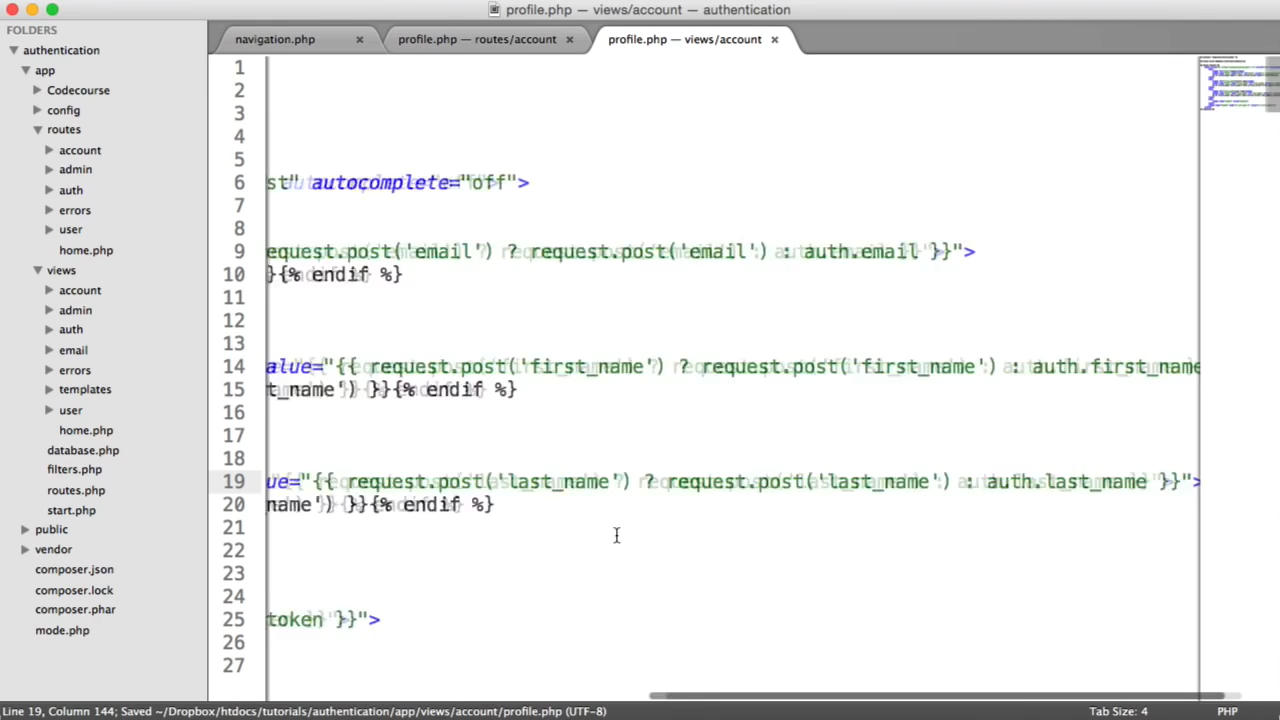 profile.php — views/account — authentication
FOLDERS
authentication
app
Codecourse
config
routes
account
admin
auth
errors
user
home.php
views
account
admin
auth
email
errors
templates
user
home.php
database.php
filters.php
routes.php
start.php
public
vendor
composer.json
composer.lock
composer.phar
mode.php
navigation.php
profile.php — routes/account
profile.php — views/account
1
2
3
4
5
6 st" autocomplete="off">
7
8
9 equest.post('email') ? request.post('email') : auth.email }}">
10 }{% endif %}
11
12
13
14 alue="{{ request.post('first_name') ? request.post('first_name') : auth.first_name
15 t_name') }}{% endif %}
16
17
18
19 ue="{{ request.post('last_name') ? request.post('last_name') : auth.last_name }}">
20 name') }}{% endif %}
21
22
23
24
25 token }}">
26
27
Line 19, Column 144; Saved ~/Dropbox/htdocs/tutorials/authentication/app/views/account/profile.php (UTF-8)
Tab Size: 4
PHP